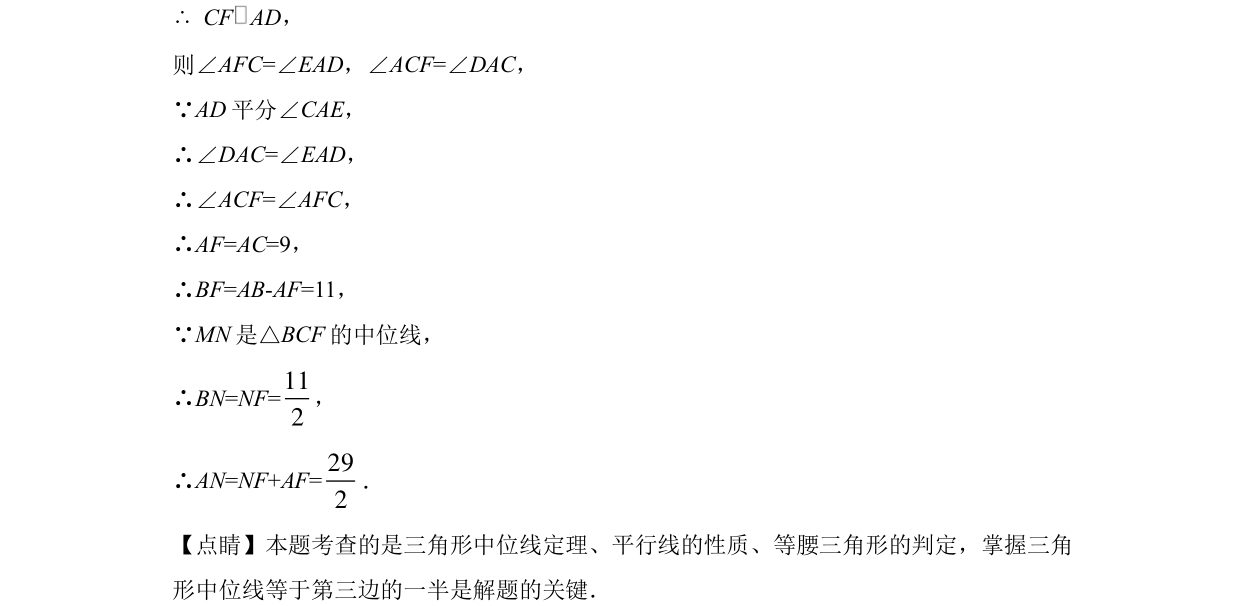 ∴ CF▯AD，
则∠AFC=∠EAD，∠ACF=∠DAC，
∵AD 平分∠CAE，
∴∠DAC=∠EAD，
∴∠ACF=∠AFC，
∴AF=AC=9，
∴BF=AB-AF=11，
∵MN 是△BCF 的中位线，
∴BN=NF=11/2，
∴AN=NF+AF=29/2．
【点睛】本题考查的是三角形中位线定理、平行线的性质、等腰三角形的判定，掌握三角
形中位线等于第三边的一半是解题的关键．